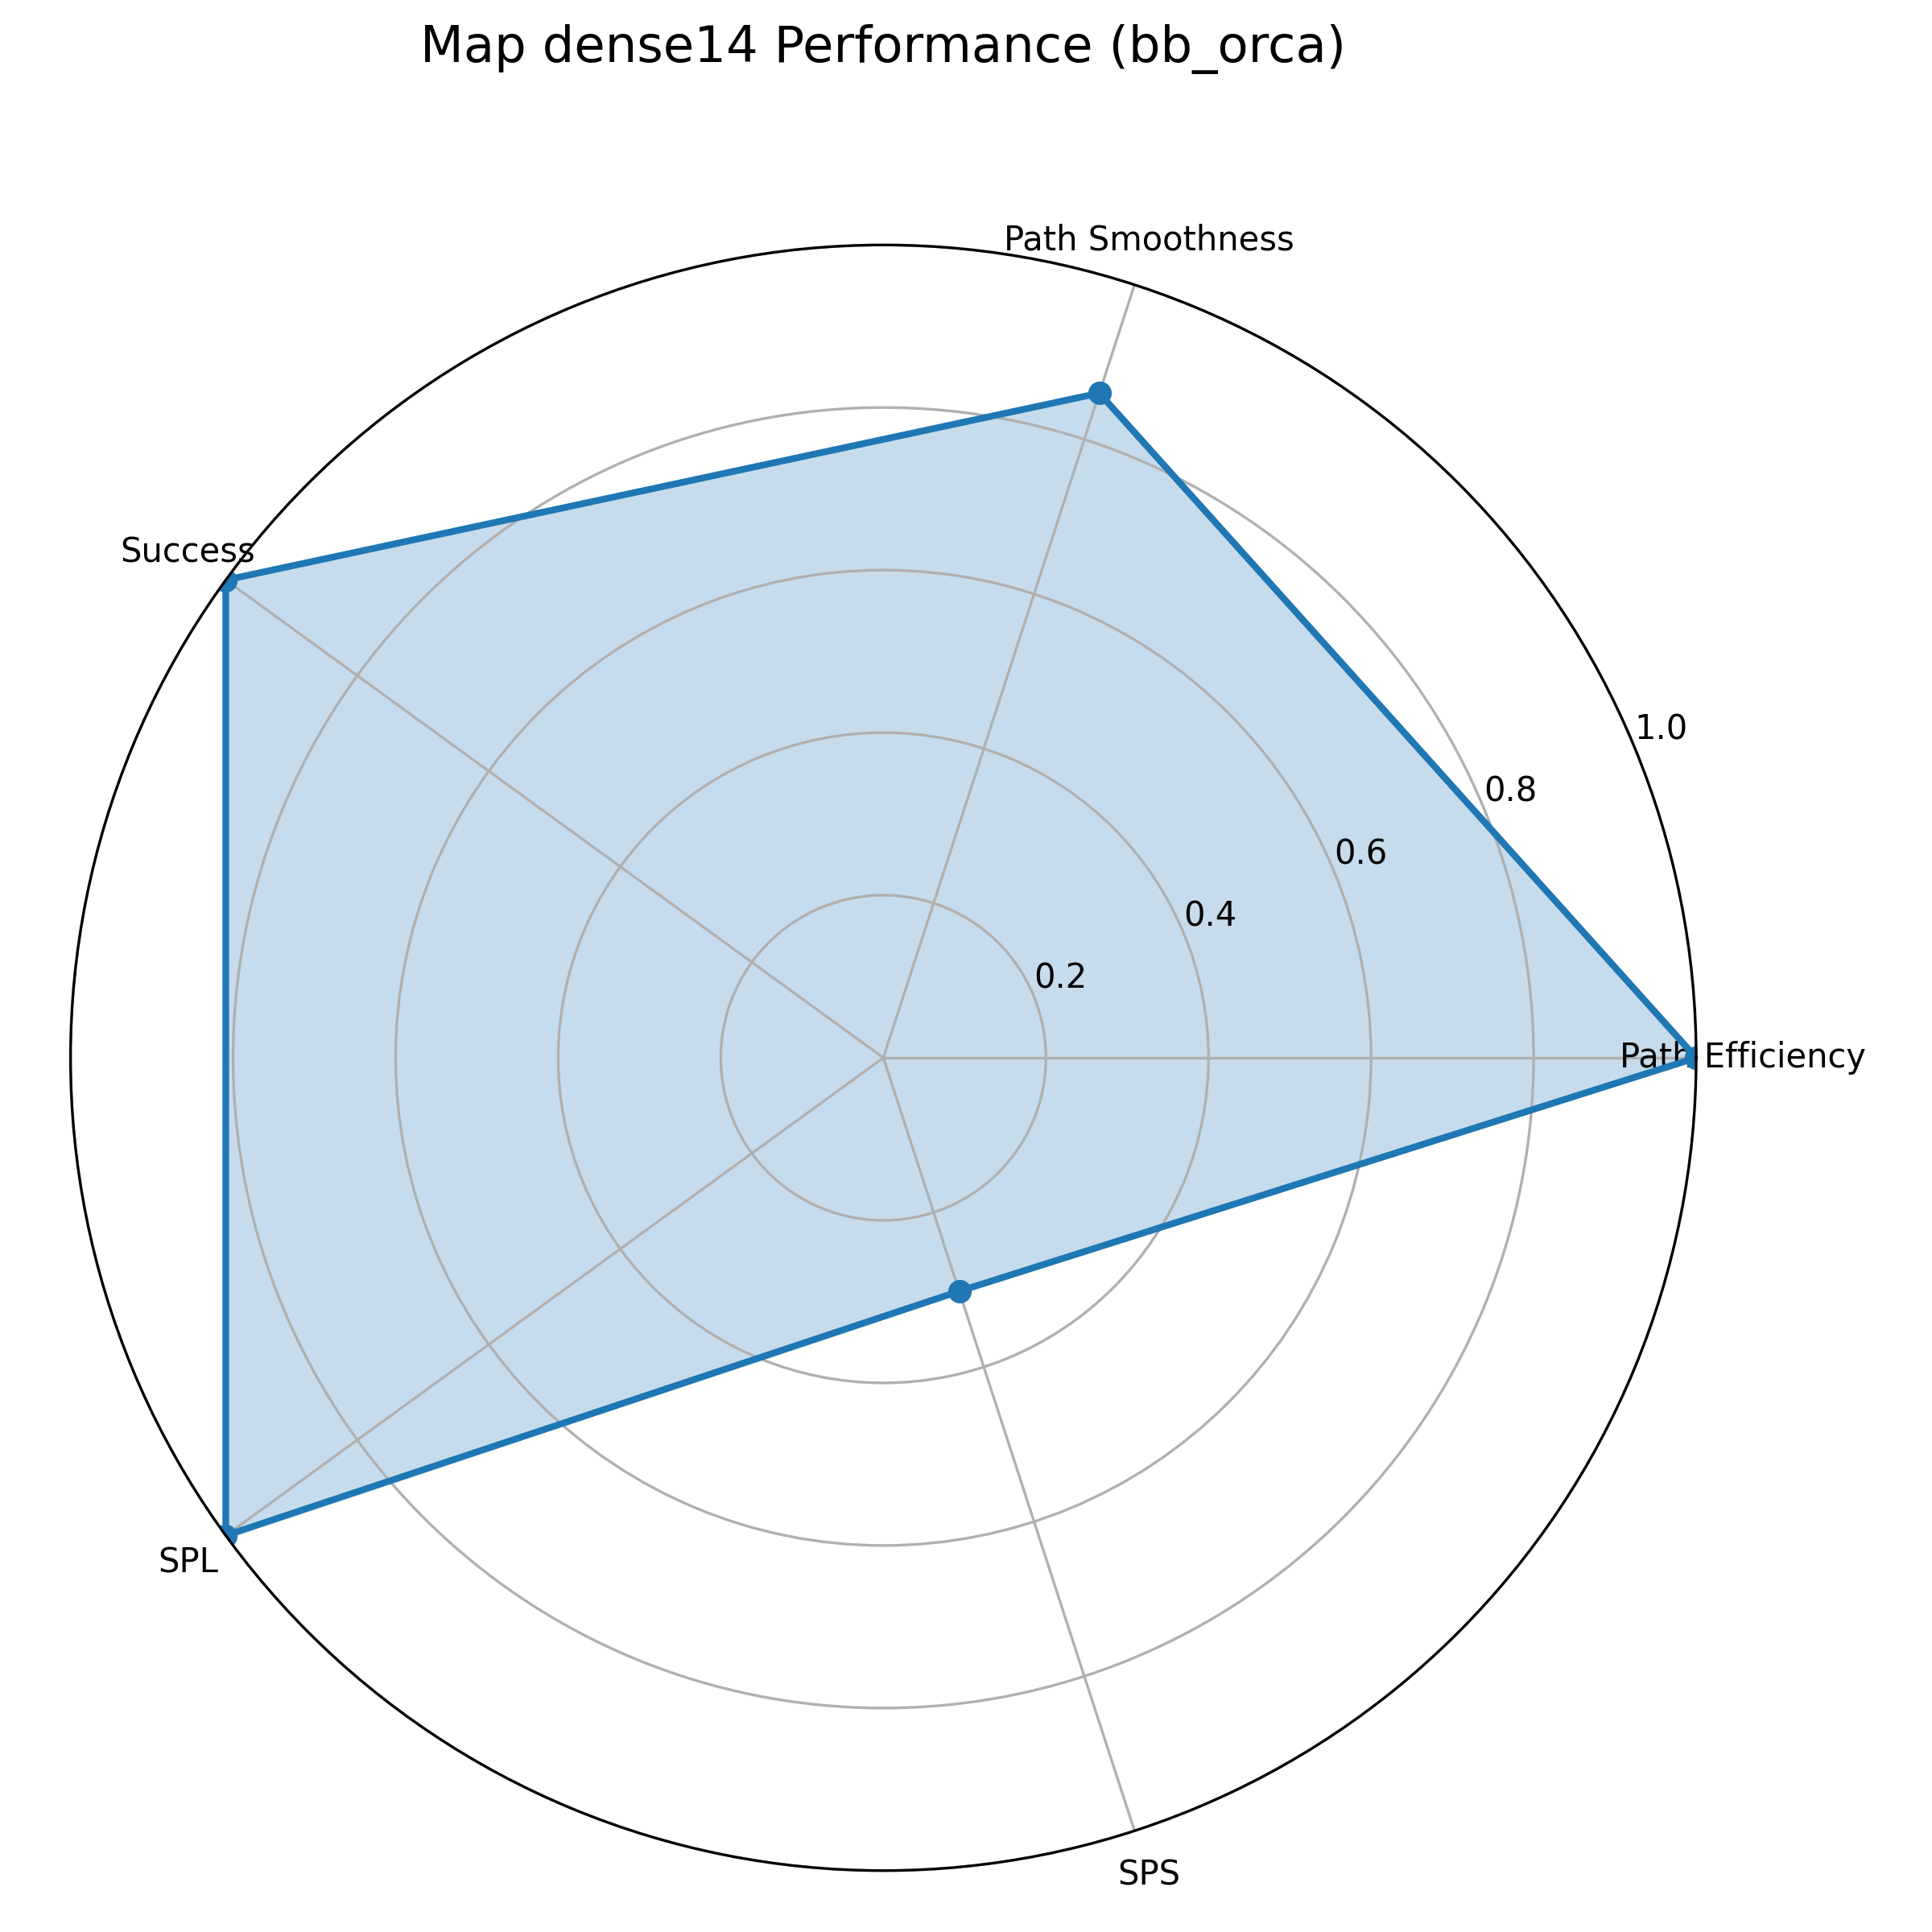 Map dense14 Performance (bb_orca)
Path Smoothness
Success
1.0
0.8
0.6
0.4
0.2
Path Efficiency
SPL
SPS